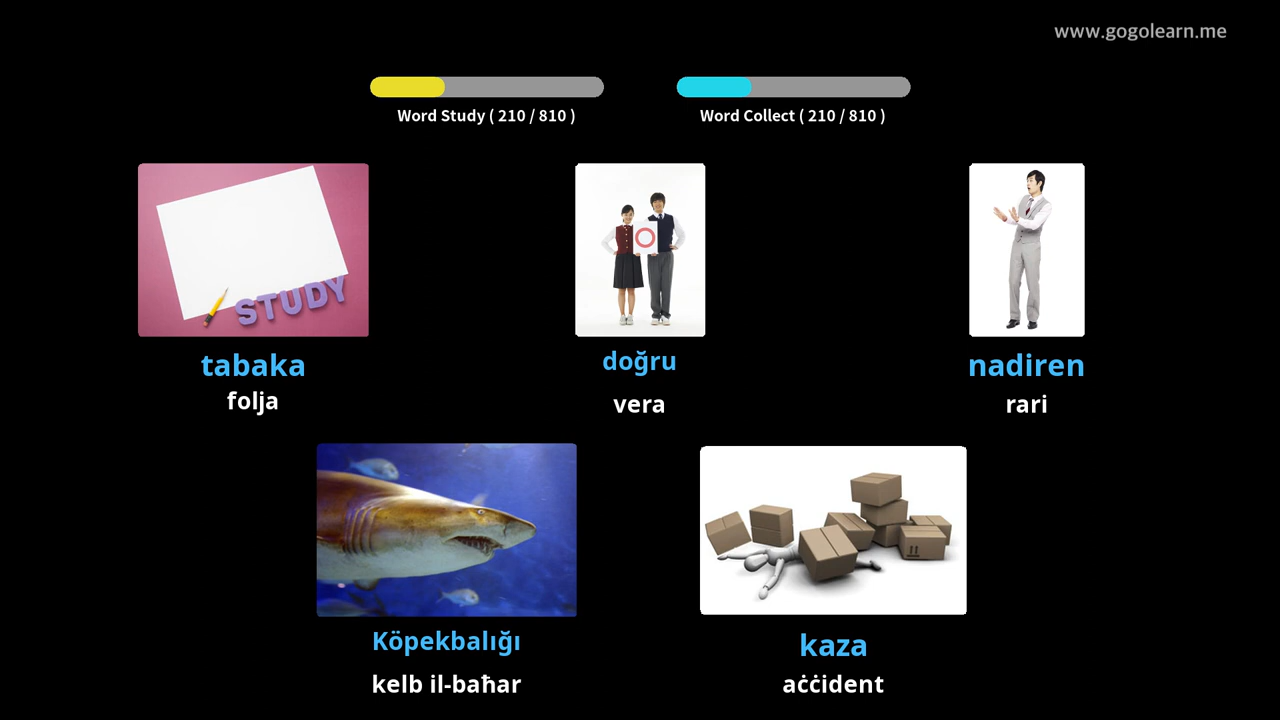 www.gogolearn.me
Word Study ( 210 / 810 )
Word Collect ( 210 / 810 )
STUDY
tabaka
folja
doğru
vera
nadiren
rari
Köpekbalığı
kelb il-baħar
kaza
aċċident